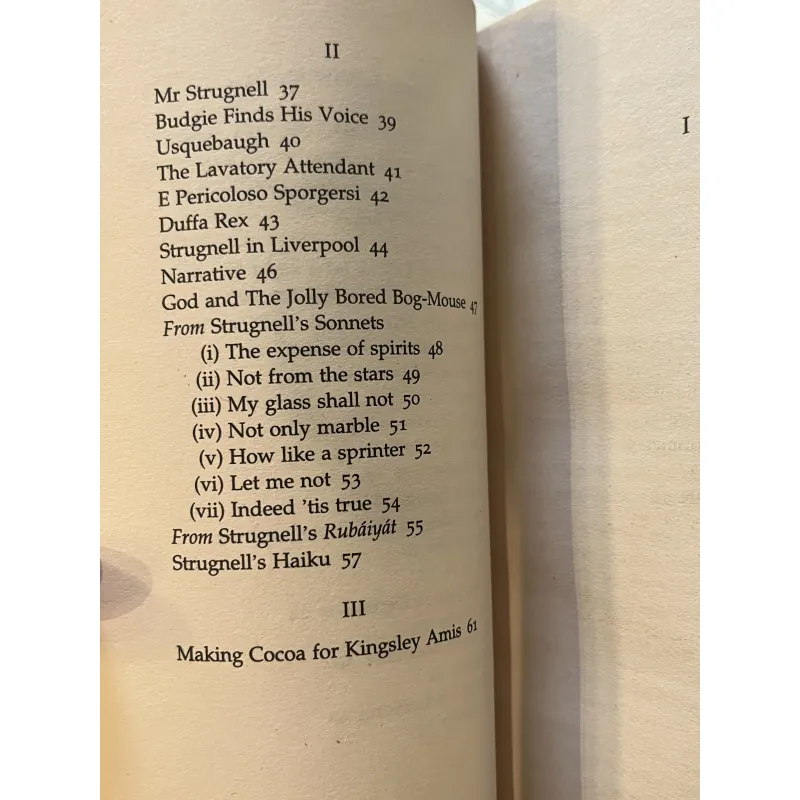 II
Mr Strugnell 37
Budgie Finds His Voice 39
Usquebaugh 40
The Lavatory Attendant 41
E Pericoloso Sporgersi 42
Duffa Rex 43
Strugnell in Liverpool 44
Narrative 46
God and The Jolly Bored Bog-Mouse 47
From Strugnell's Sonnets
(i) The expense of spirits 48
(ii) Not from the stars 49
(iii) My glass shall not 50
(iv) Not only marble 51
(v) How like a sprinter 52
(vi) Let me not 53
(vii) Indeed 'tis true 54
From Strugnell's Rubáiyát 55
Strugnell's Haiku 57
III
Making Cocoa for Kingsley Amis 61
I